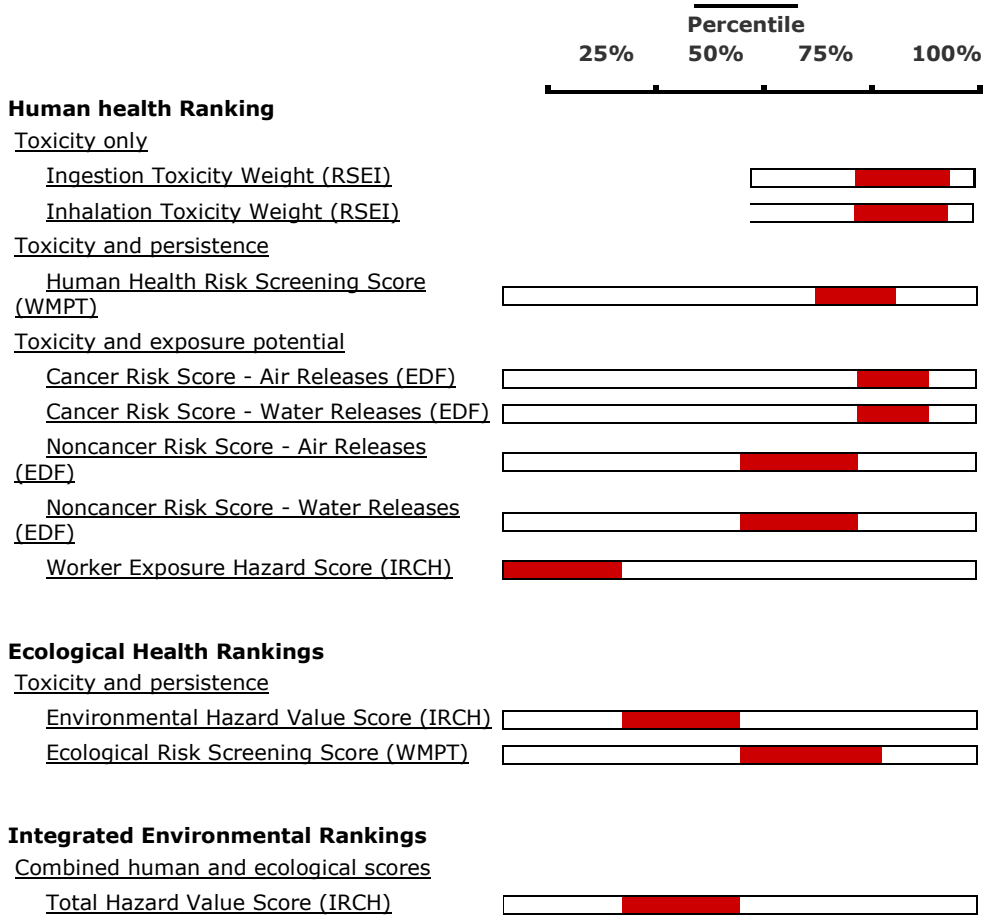 Percentile
25% 50% 75% 100%
Human health Ranking
Toxicity only
Ingestion Toxicity Weight (RSEI)
Inhalation Toxicity Weight (RSEI)
Toxicity and persistence
Human Health Risk Screening Score
(WMPT)
Toxicity and exposure potential
Cancer Risk Score - Air Releases (EDF)
Cancer Risk Score - Water Releases (EDF)
Noncancer Risk Score - Air Releases
(EDF)
Noncancer Risk Score - Water Releases
(EDF)
Worker Exposure Hazard Score (IRCH)
Ecological Health Rankings
Toxicity and persistence
Environmental Hazard Value Score (IRCH)
Ecological Risk Screening Score (WMPT)
Integrated Environmental Rankings
Combined human and ecological scores
Total Hazard Value Score (IRCH)